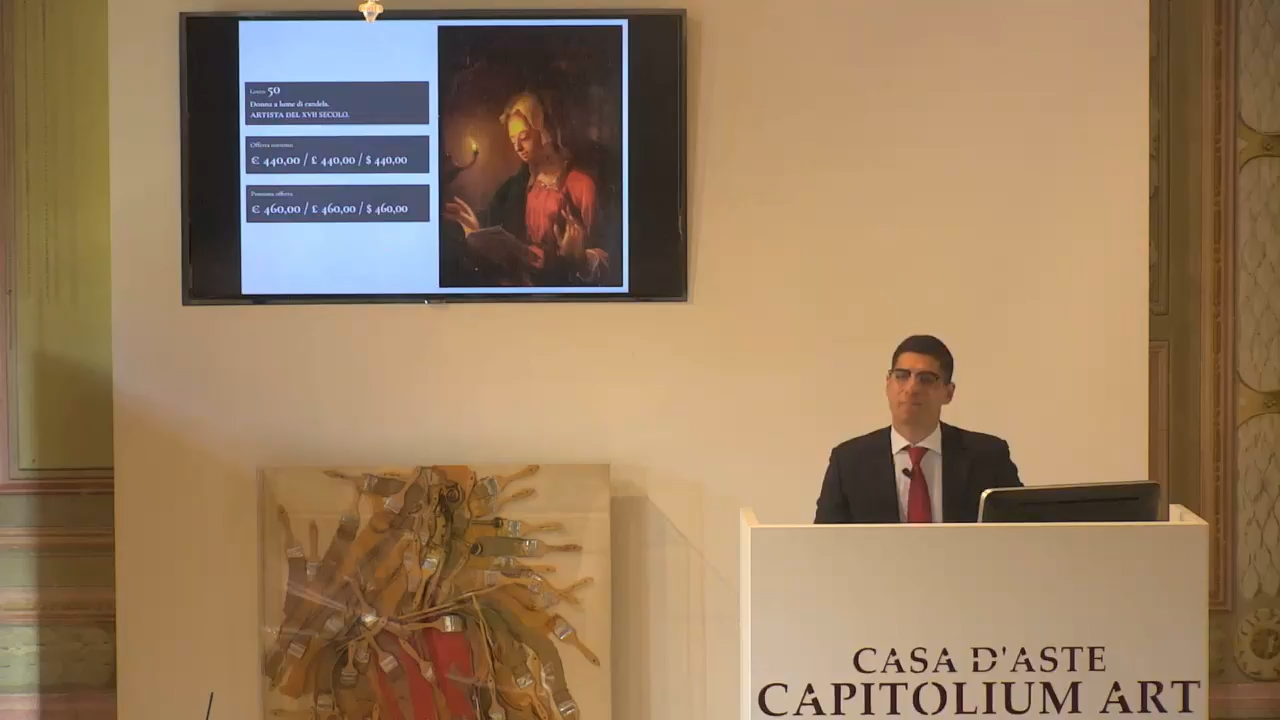 Lotto 50
Donna a lume di candela.
ARTISTA DEL XVII SECOLO.
Offerta corrente:
€ 440,00 / £ 440,00 / $ 440,00
Prossima offerta:
€ 460,00 / £ 460,00 / $ 460,00
CASA D'ASTE
CAPITOLIUM ART